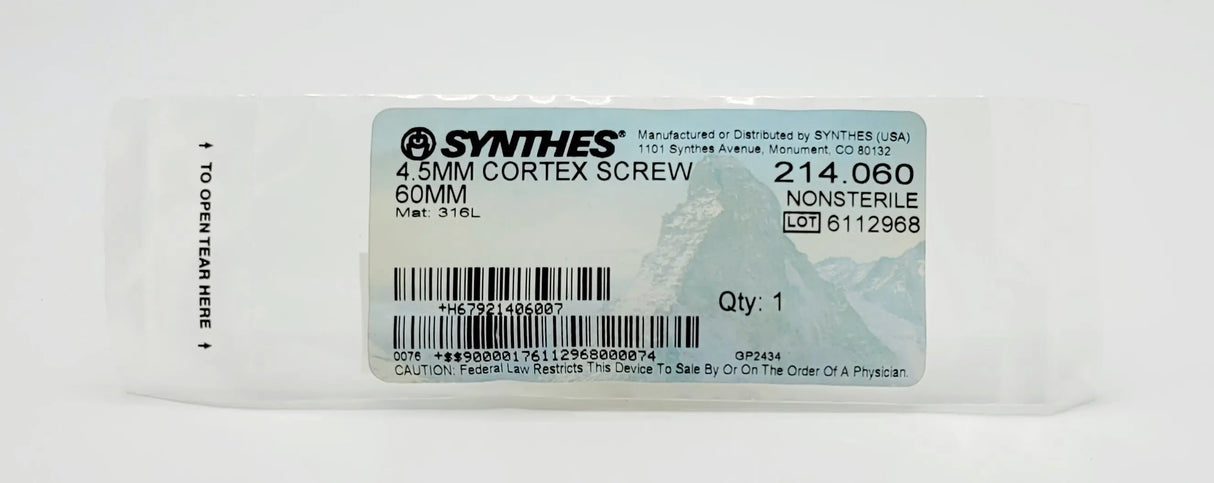 ↑ TO OPEN TEAR HERE ↑
SYNTHES® Manufactured or Distributed by SYNTHES (USA)
1101 Synthes Avenue, Monument, CO 80132
4.5MM CORTEX SCREW 214.060
60MM NONSTERILE
Mat: 316L LOT 6112968
Qty: 1
+H67921406007
0076 +$$90000176112968000074 GP2434
CAUTION: Federal Law Restricts This Device To Sale By Or On The Order Of A Physician.